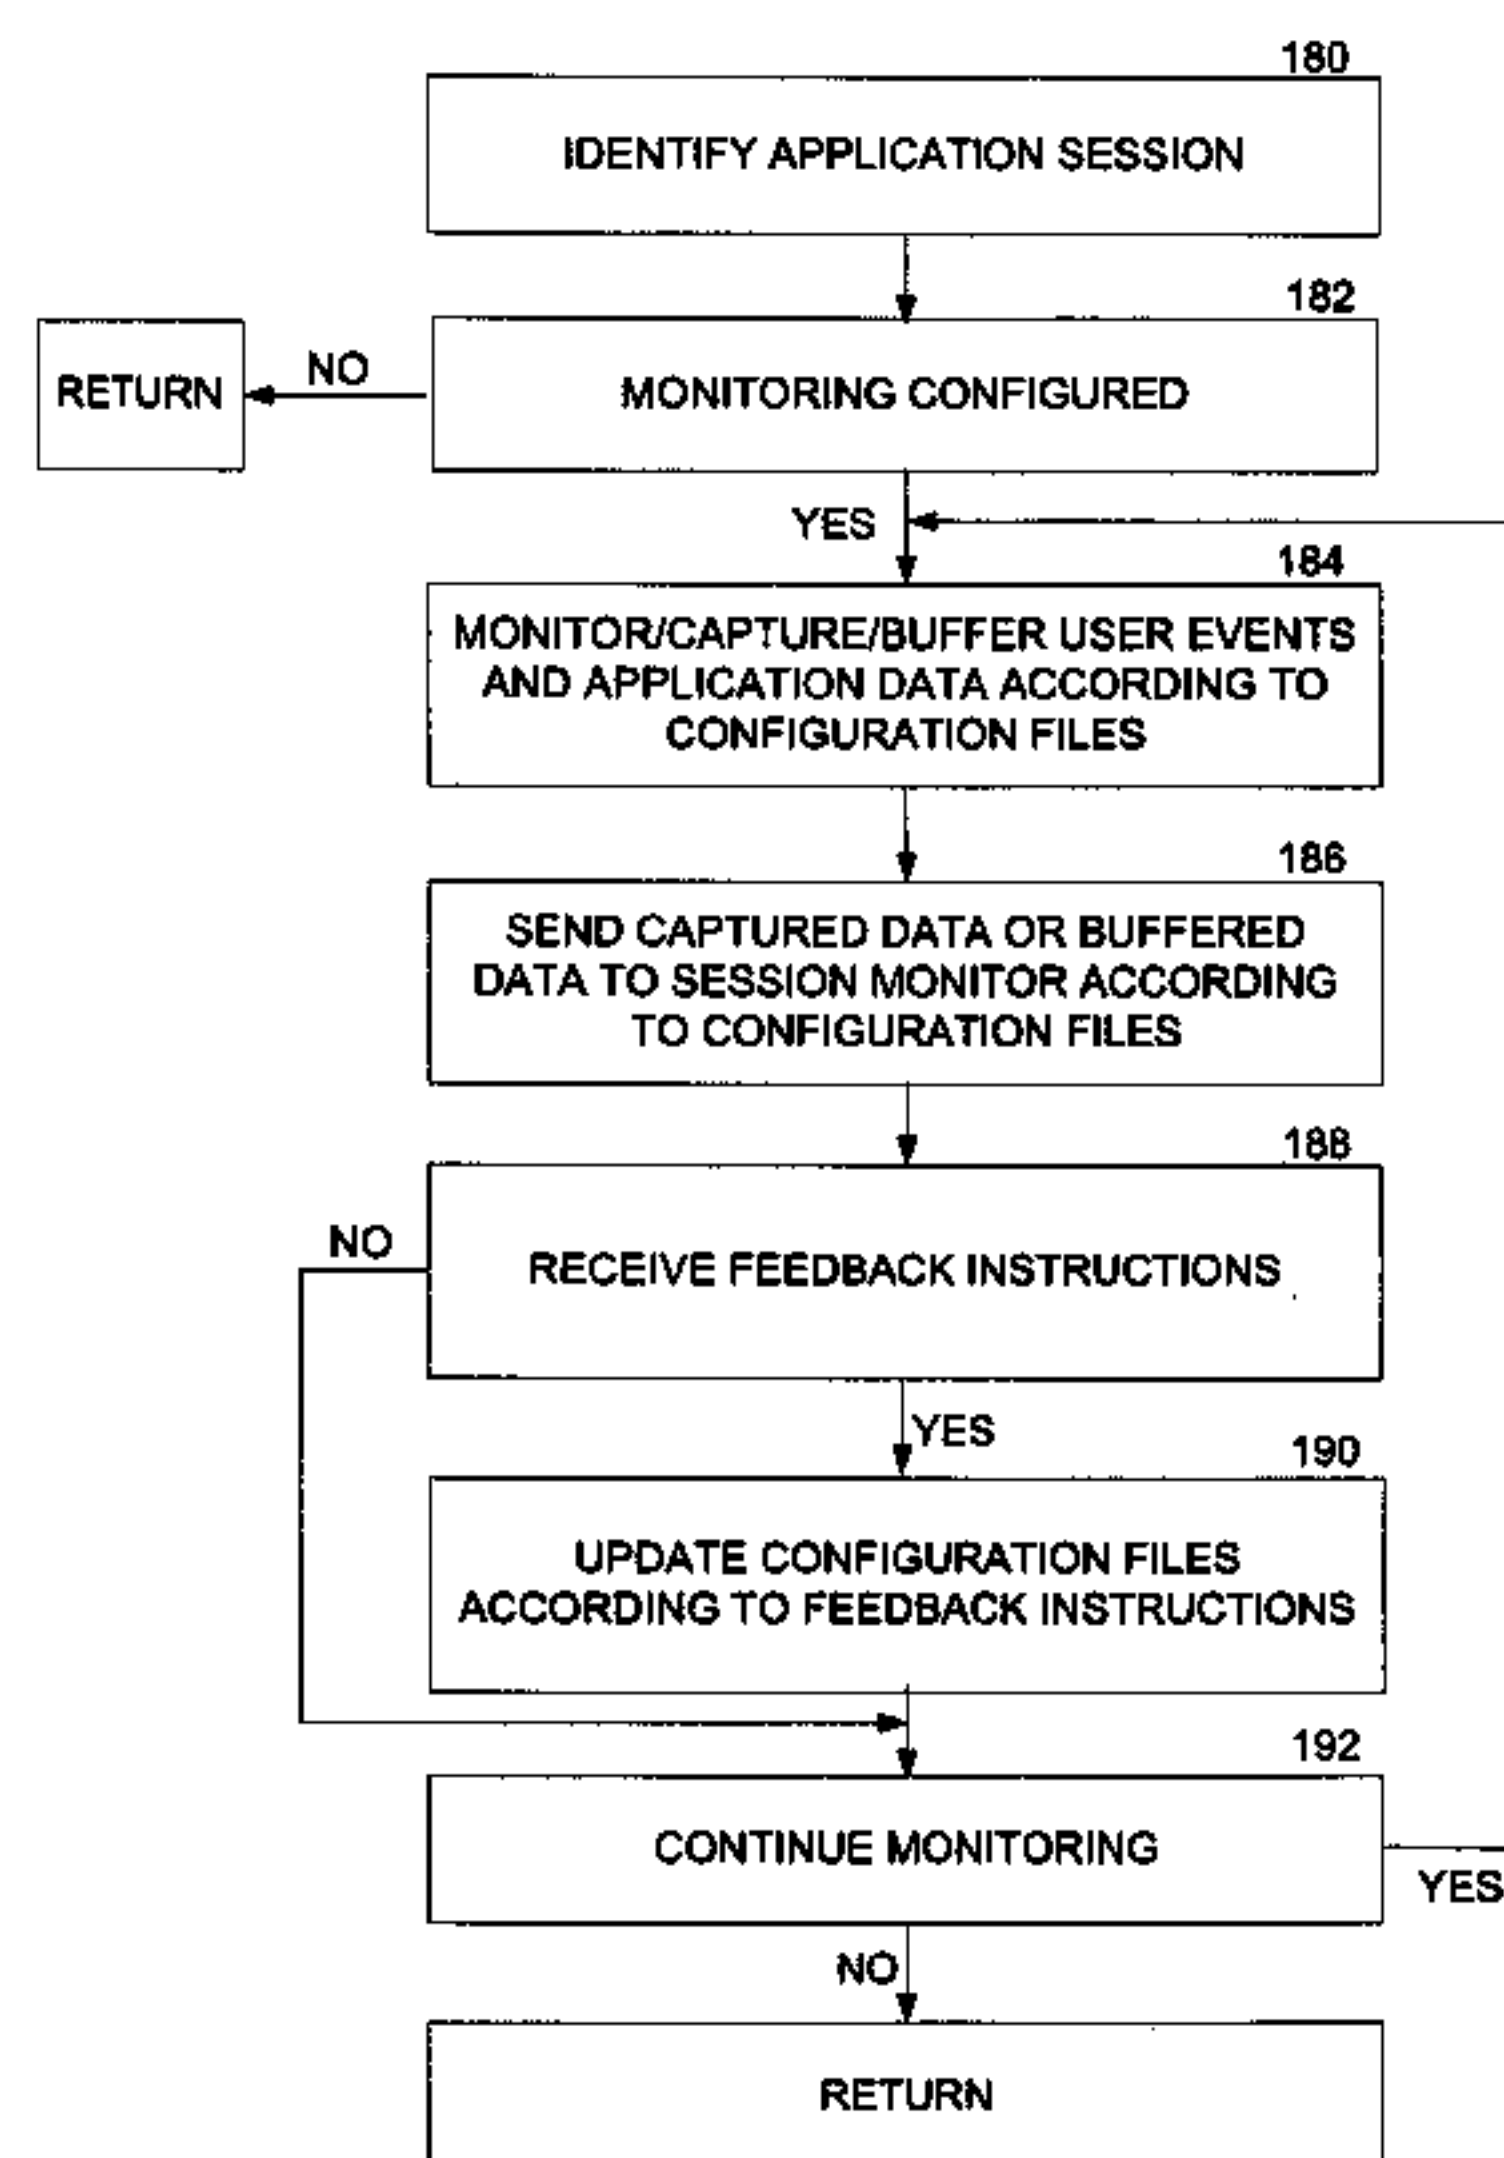 180
IDENTIFY APPLICATION SESSION
182
RETURN
NO
MONITORING CONFIGURED
YES
184
MONITOR/CAPTURE/BUFFER USER EVENTS
AND APPLICATION DATA ACCORDING TO
CONFIGURATION FILES
186
SEND CAPTURED DATA OR BUFFERED
DATA TO SESSION MONITOR ACCORDING
TO CONFIGURATION FILES
188
NO
RECEIVE FEEDBACK INSTRUCTIONS
YES
190
UPDATE CONFIGURATION FILES
ACCORDING TO FEEDBACK INSTRUCTIONS
192
CONTINUE MONITORING
YES
NO
RETURN